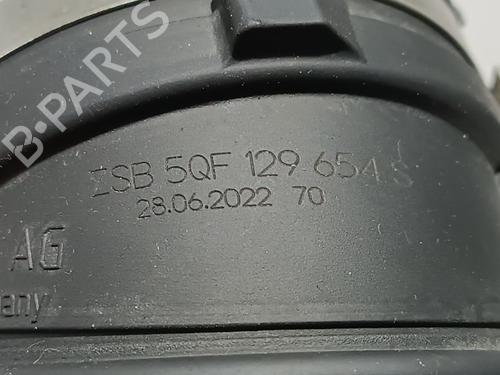 B-PARTS
ZSB 5QF 129 654 S
28.06.2022 70
AG
any